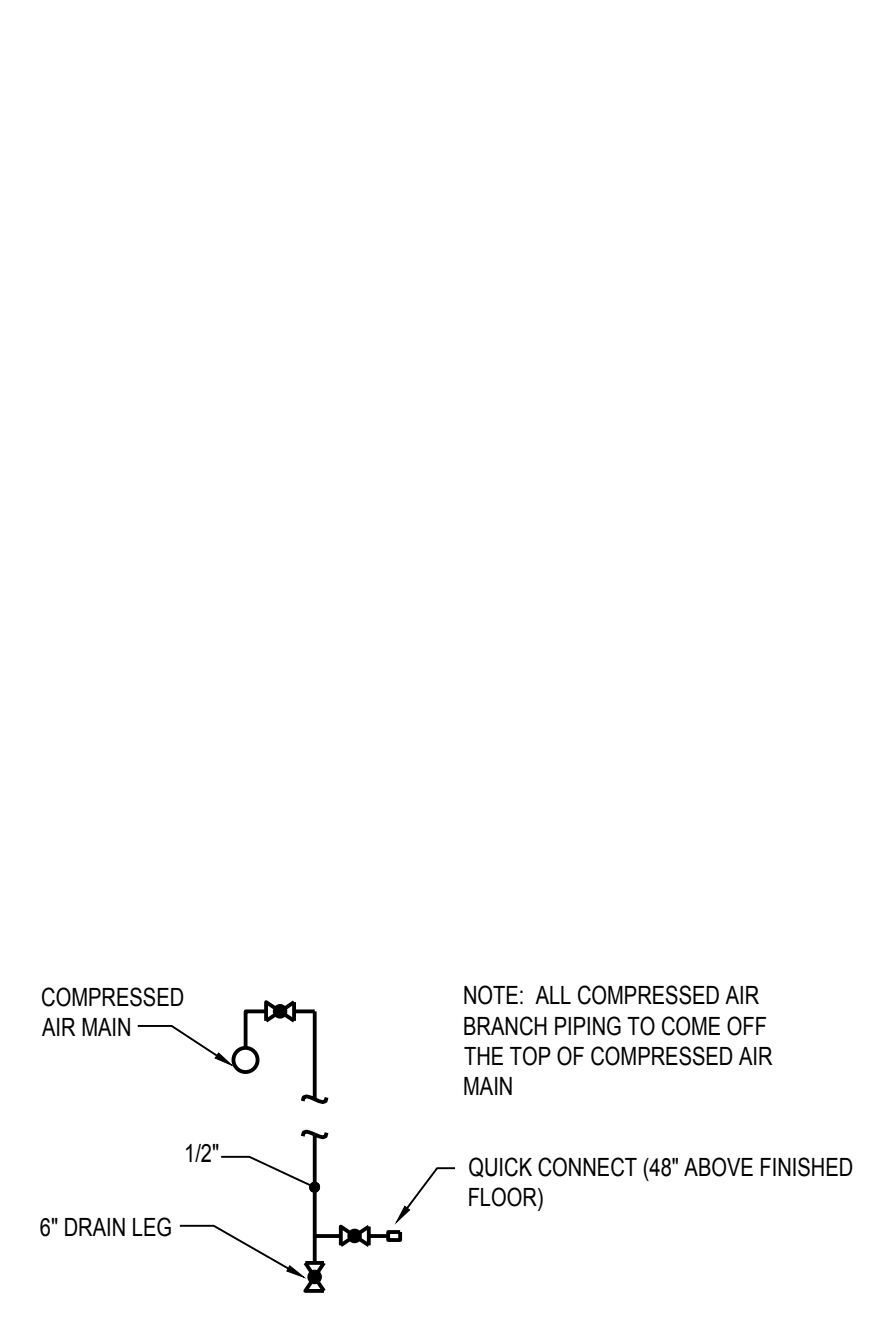 COMPRESSED
AIR MAIN
NOTE:  ALL COMPRESSED AIR
BRANCH PIPING TO COME OFF
THE TOP OF COMPRESSED AIR
MAIN
1/2"
QUICK CONNECT (48" ABOVE FINISHED
FLOOR)
6" DRAIN LEG